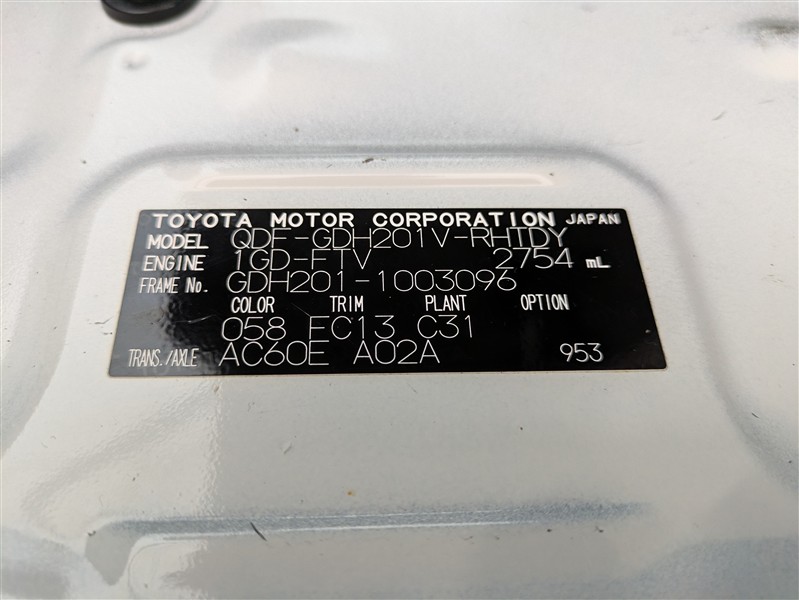 TOYOTA MOTOR CORPORATION JAPAN
MODEL QDF-GDH201V-RHTDY
ENGINE 1GD-FTV 2754 mL
FRAME No. GDH201-1003096
COLOR TRIM PLANT OPTION
058 FC13 C31
TRANS./AXLE AC60E A02A 953